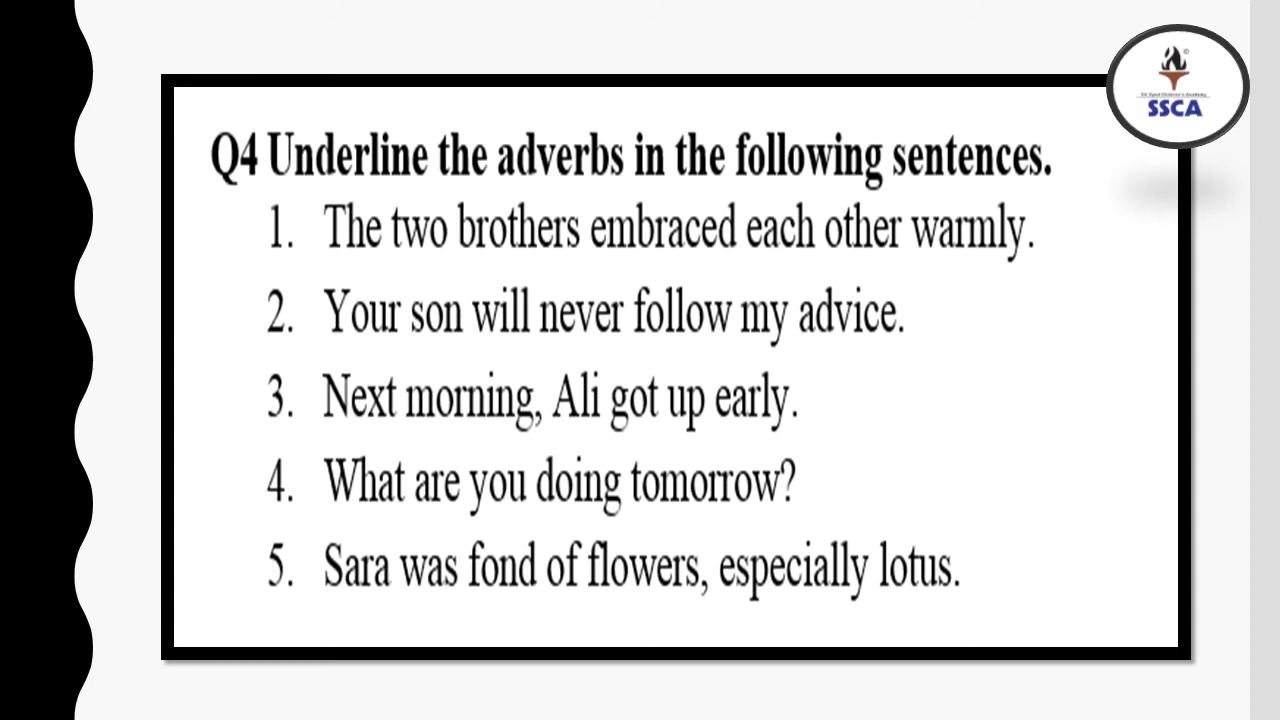 SSCA
Q4 Underline the adverbs in the following sentences.
1. The two brothers embraced each other warmly.
2. Your son will never follow my advice.
3. Next morning, Ali got up early.
4. What are you doing tomorrow?
5. Sara was fond of flowers, especially lotus.